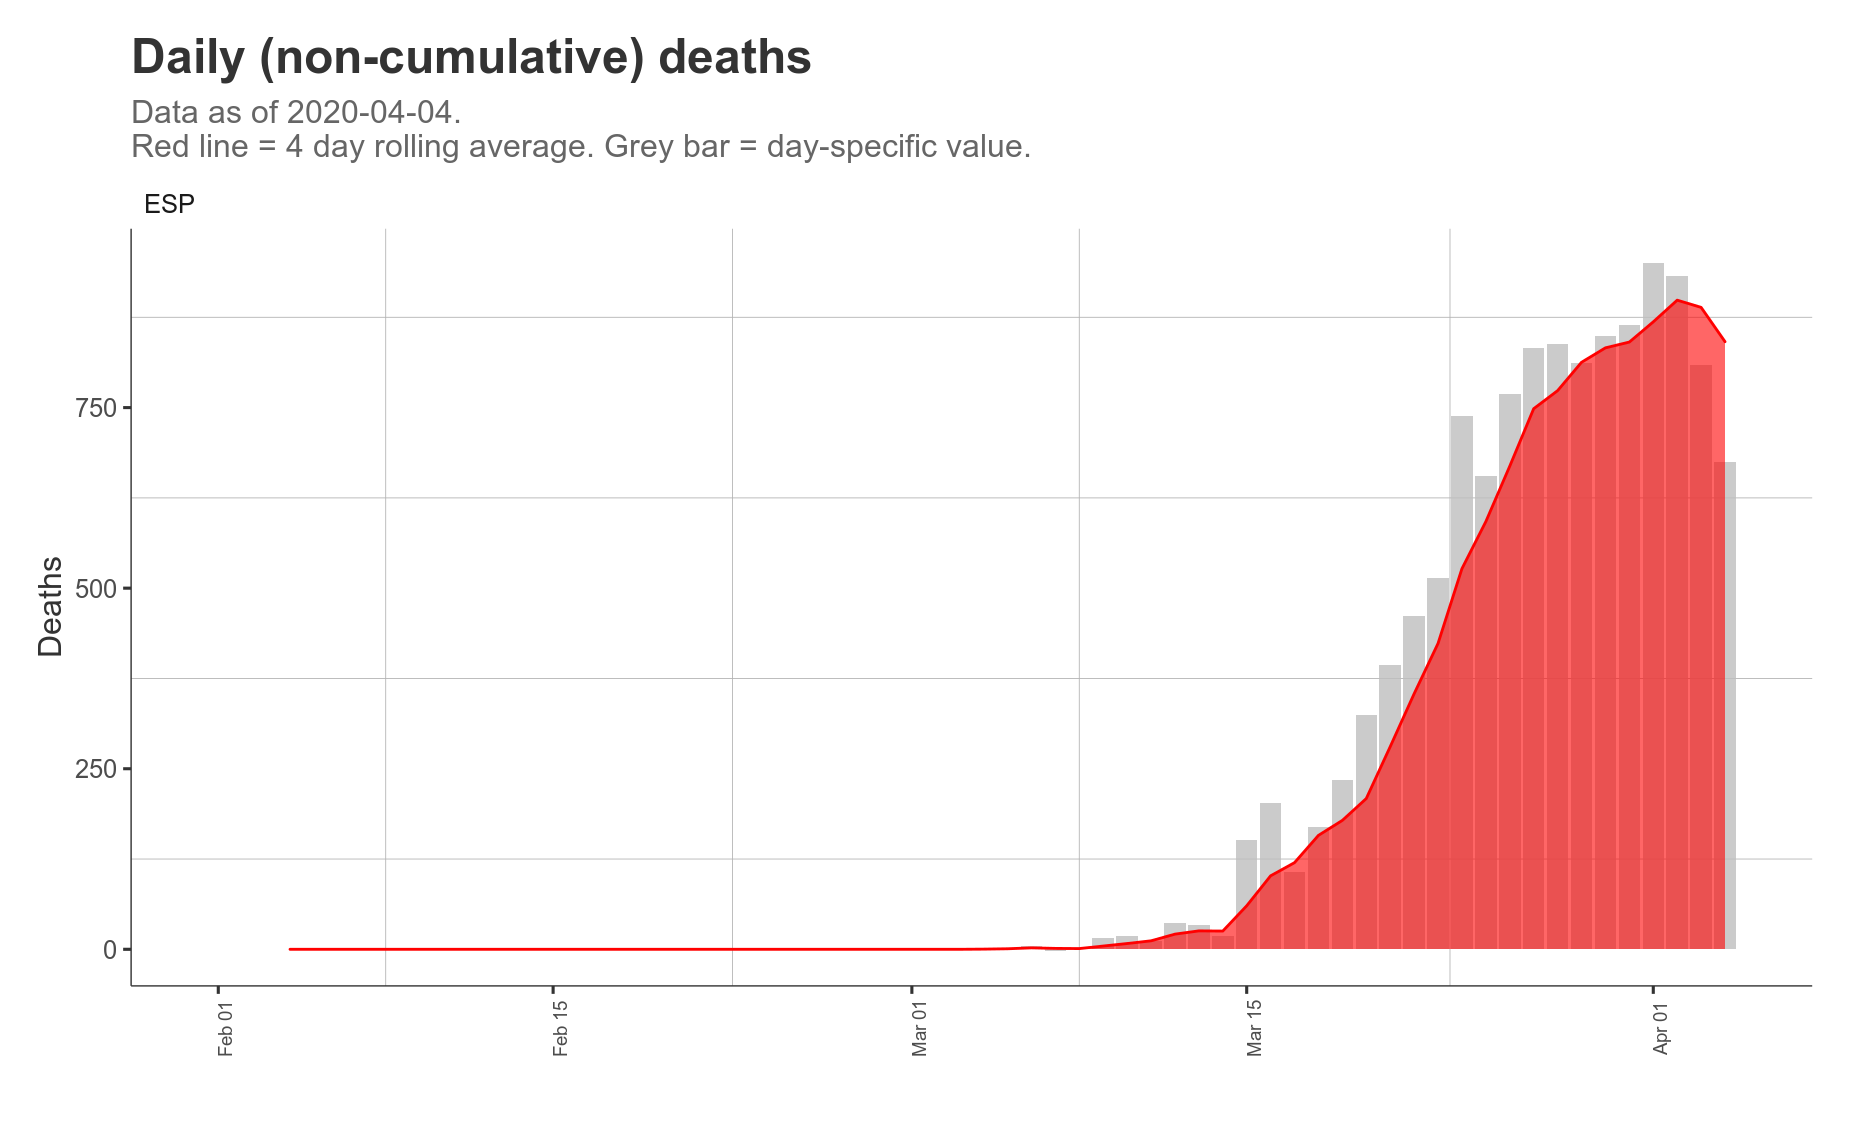 Daily (non-cumulative) deaths
Data as of 2020-04-04.
Red line = 4 day rolling average. Grey bar = day-specific value.
ESP
Deaths
750
500
250
0
Feb 01
Feb 15
Mar 01
Mar 15
Apr 01